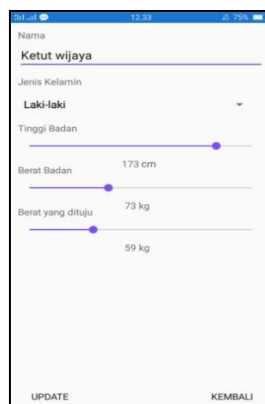 12.33 75%
Nama
Ketut wijaya
Jenis Kelamin
Laki-laki
Tinggi Badan
173 cm
Berat Badan
73 kg
Berat yang dituju
59 kg
UPDATE KEMBALI